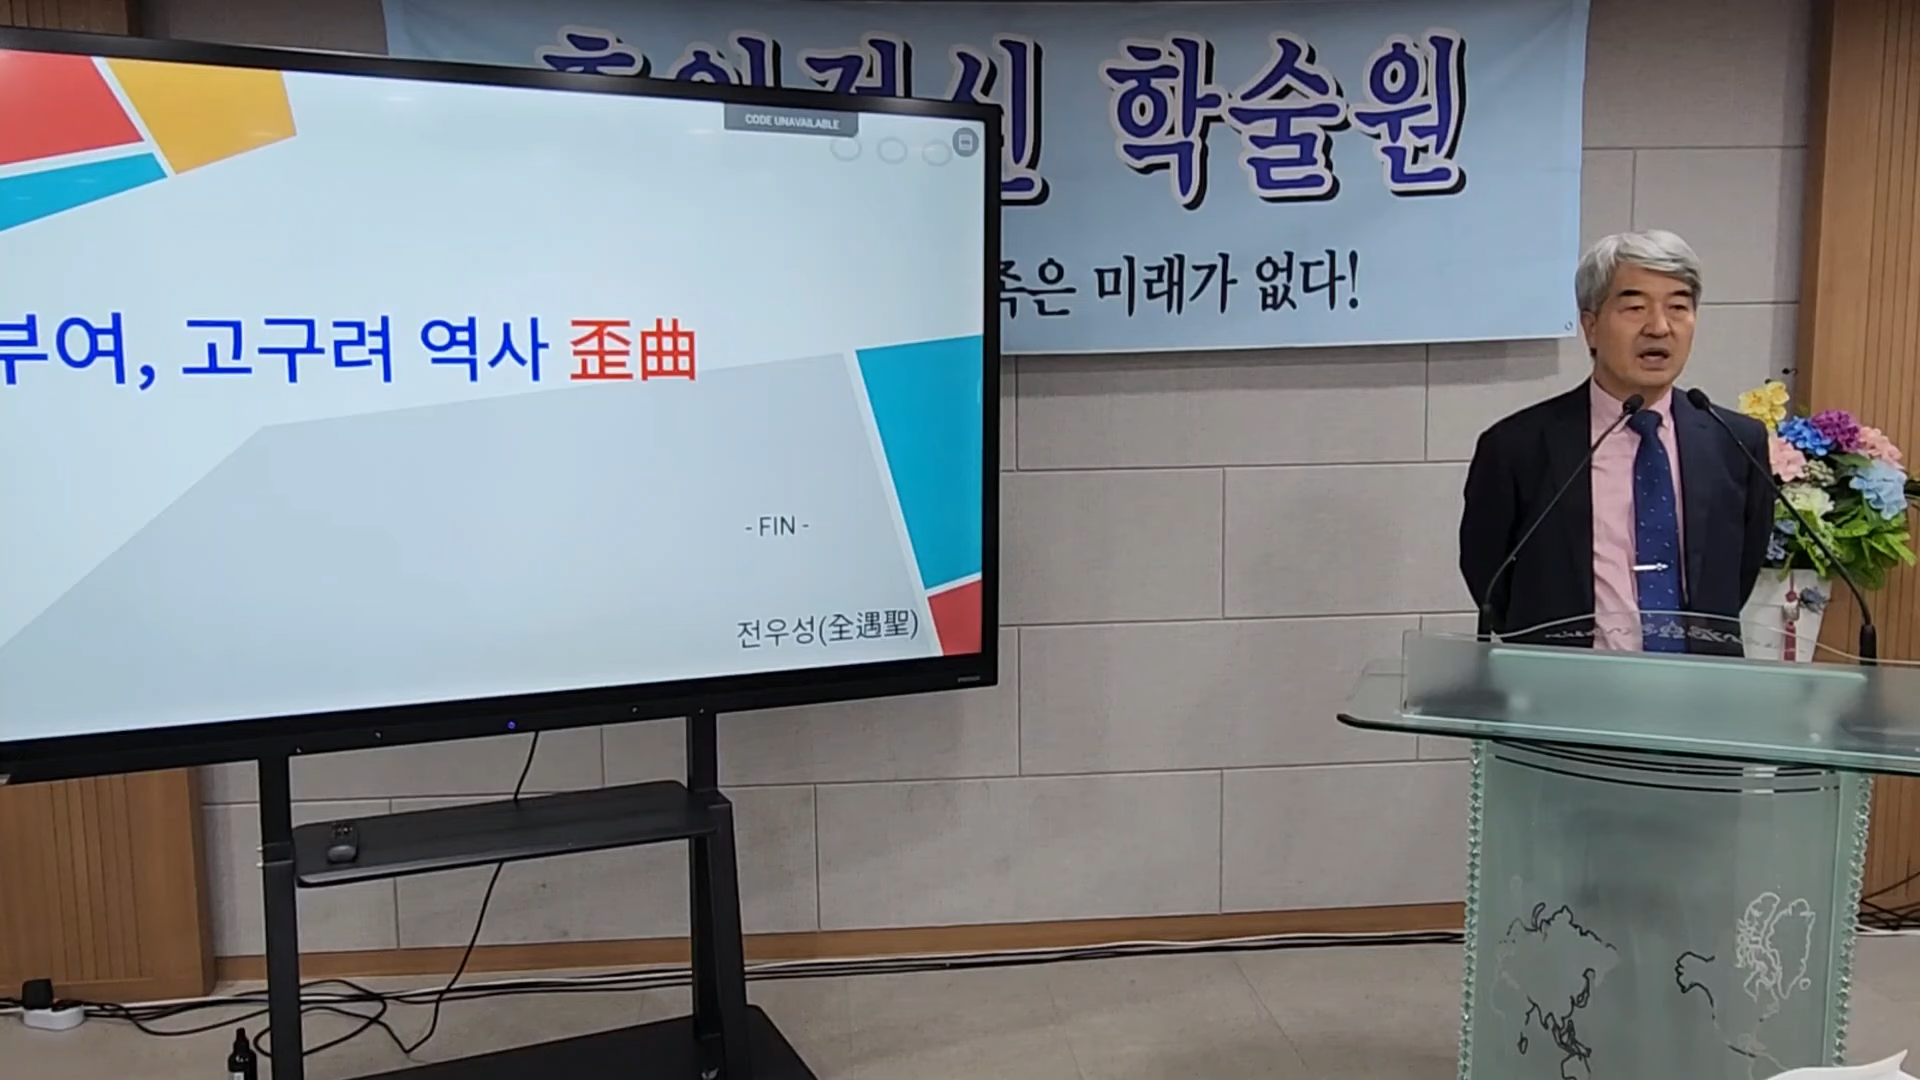 학술원
은 미래가 없다!
CODE UNAVAILABLE
부여, 고구려 역사 歪曲
- FIN -
전우성(全遇聖)